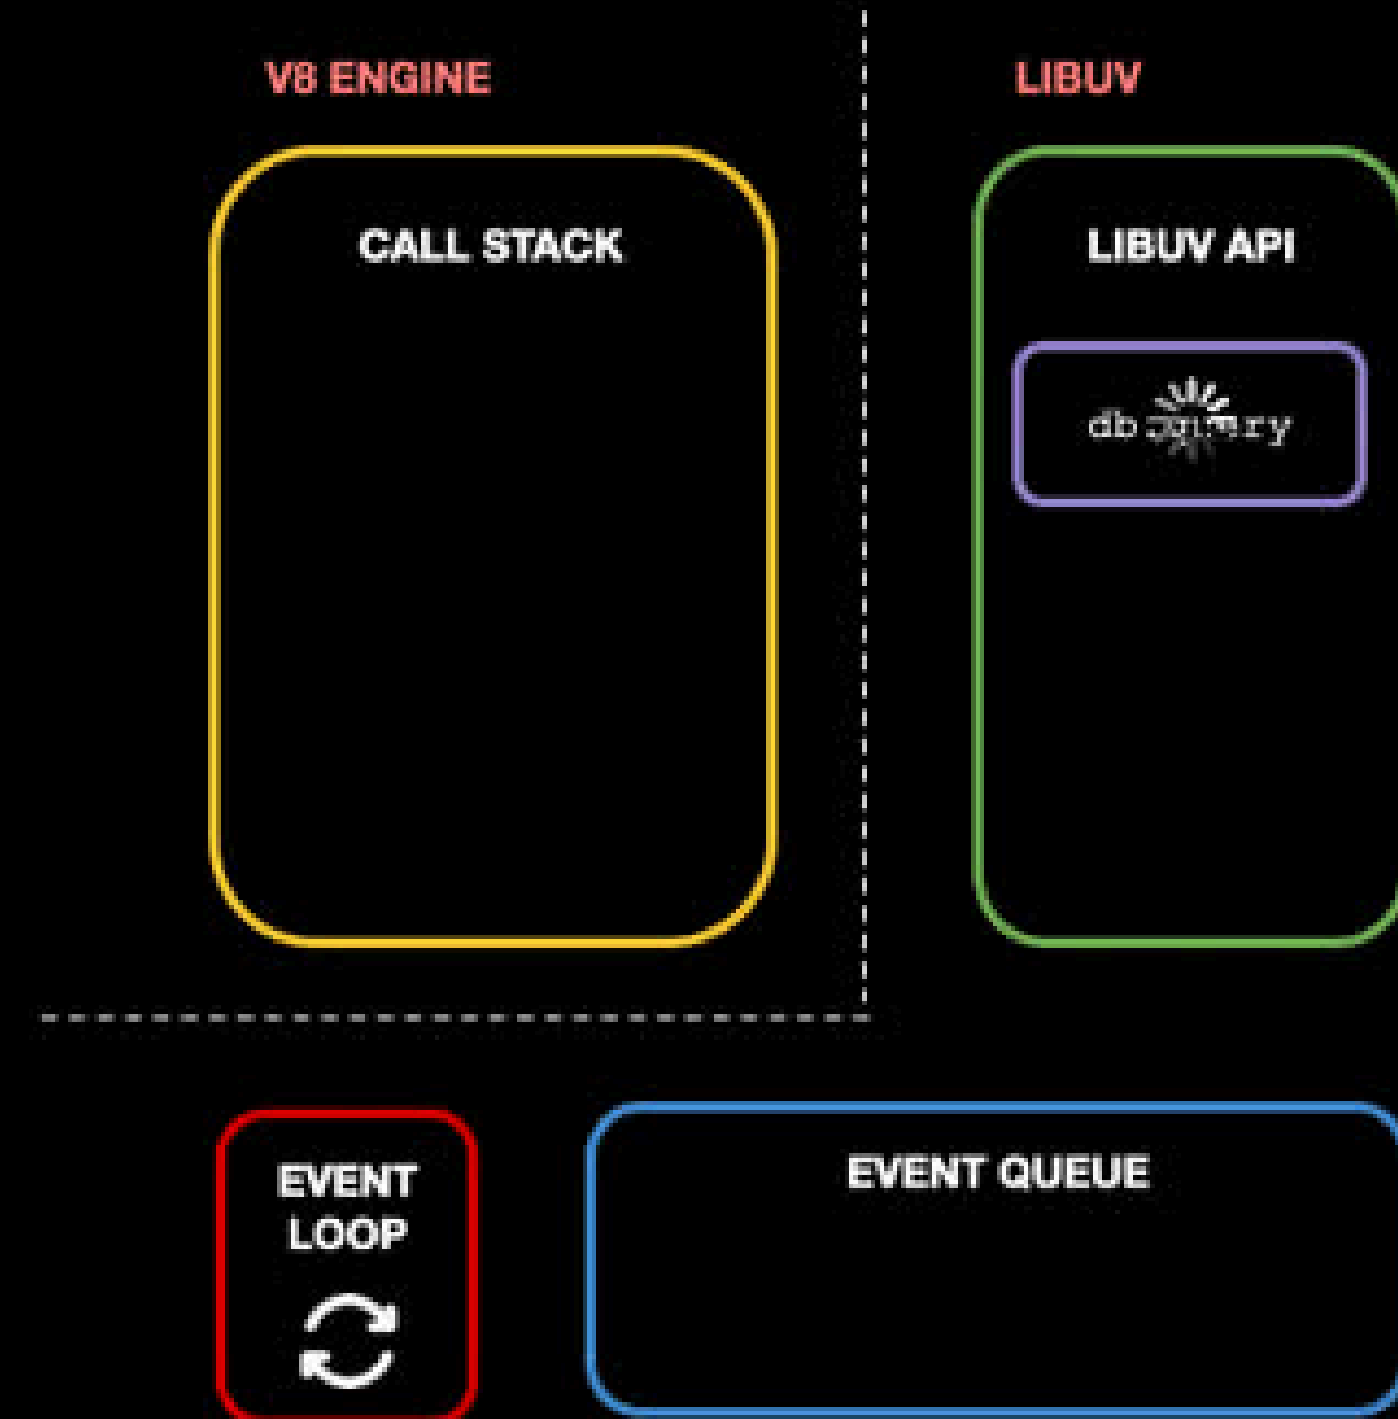 V8 ENGINE
LIBUV
CALL STACK
LIBUV API
db
EVENT
LOOP
EVENT QUEUE